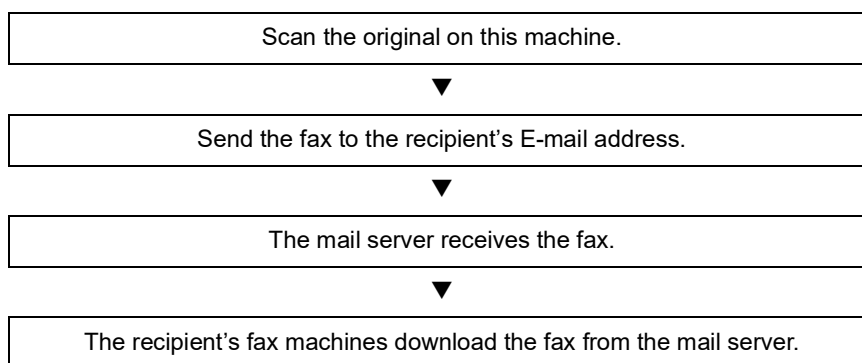 Scan the original on this machine.
Send the fax to the recipient’s E-mail address.
The mail server receives the fax.
The recipient’s fax machines download the fax from the mail server.